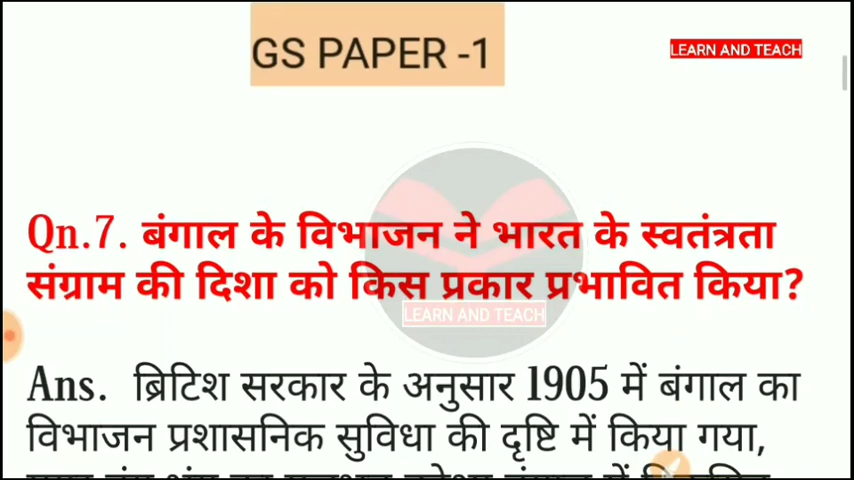 GS PAPER -1
LEARN AND TEACH
Qn.7. बंगाल के विभाजन ने भारत के स्वतंत्रता
संग्राम की दिशा को किस प्रकार प्रभावित किया?
LEARN AND TEACH
Ans. ब्रिटिश सरकार के अनुसार 1905 में बंगाल का
विभाजन प्रशासनिक सुविधा की दृष्टि में किया गया,